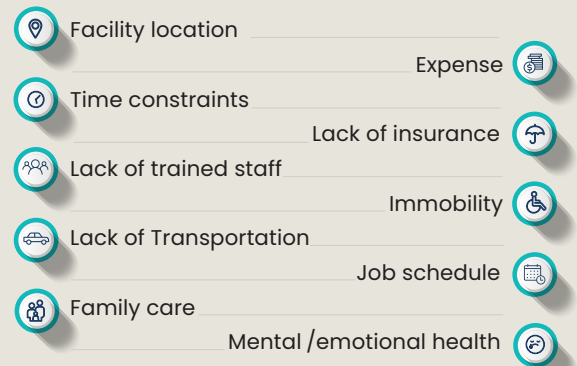 Facility location
Expense
Time constraints
Lack of insurance
Lack of trained staff
Immobility
Lack of Transportation
Job schedule
Family care
Mental /emotional health